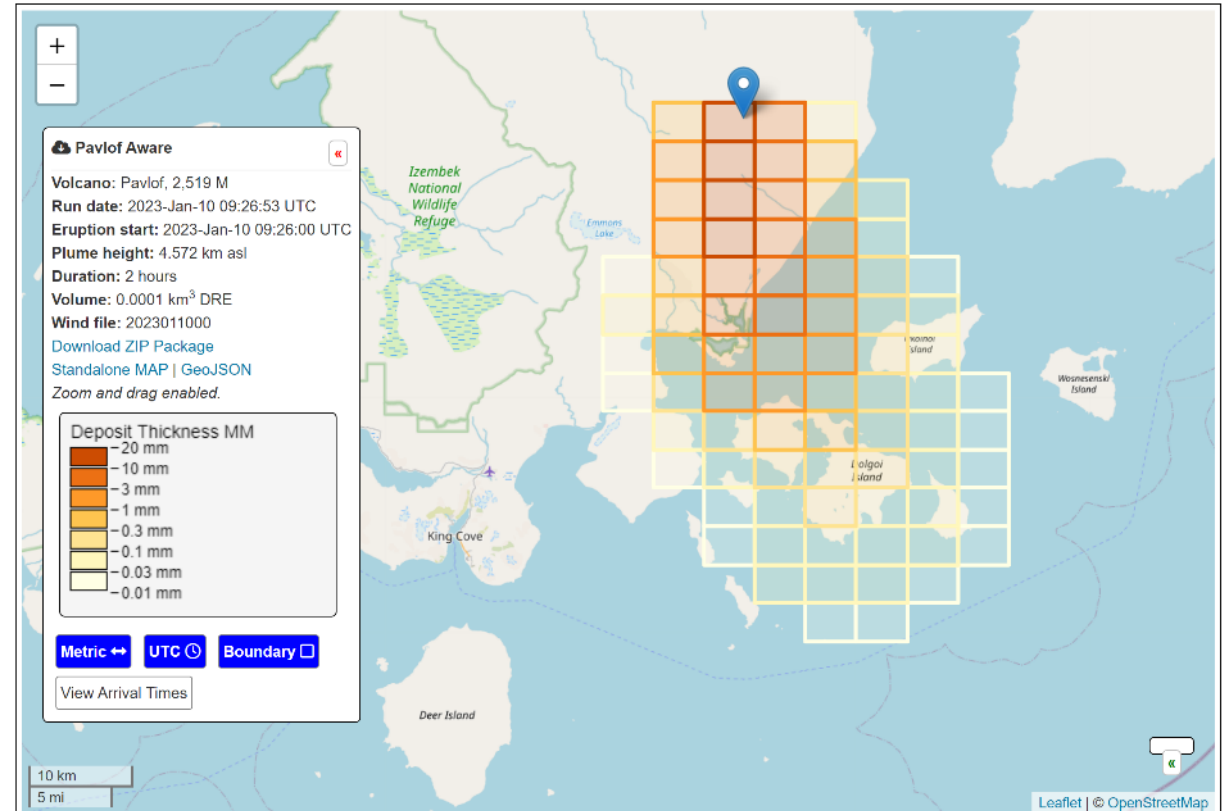 +
−
Pavlof Aware
«
Volcano: Pavlof, 2,519 M
Run date: 2023-Jan-10 09:26:53 UTC
Eruption start: 2023-Jan-10 09:26:00 UTC
Plume height: 4.572 km asl
Duration: 2 hours
Volume: 0.0001 km³ DRE
Wind file: 2023011000
Download ZIP Package
Standalone MAP | GeoJSON
Zoom and drag enabled.
Deposit Thickness MM
20 mm
10 mm
3 mm
1 mm
0.3 mm
0.1 mm
0.03 mm
0.01 mm
Metric ↔
UTC
Boundary
View Arrival Times
10 km
5 mi
Izembek
National
Wildlife
Refuge
Emmons
Lake
Island
Wosnesenski
Island
Dolgoi
Island
King Cove
Deer Island
«
Leaflet | © OpenStreetMap